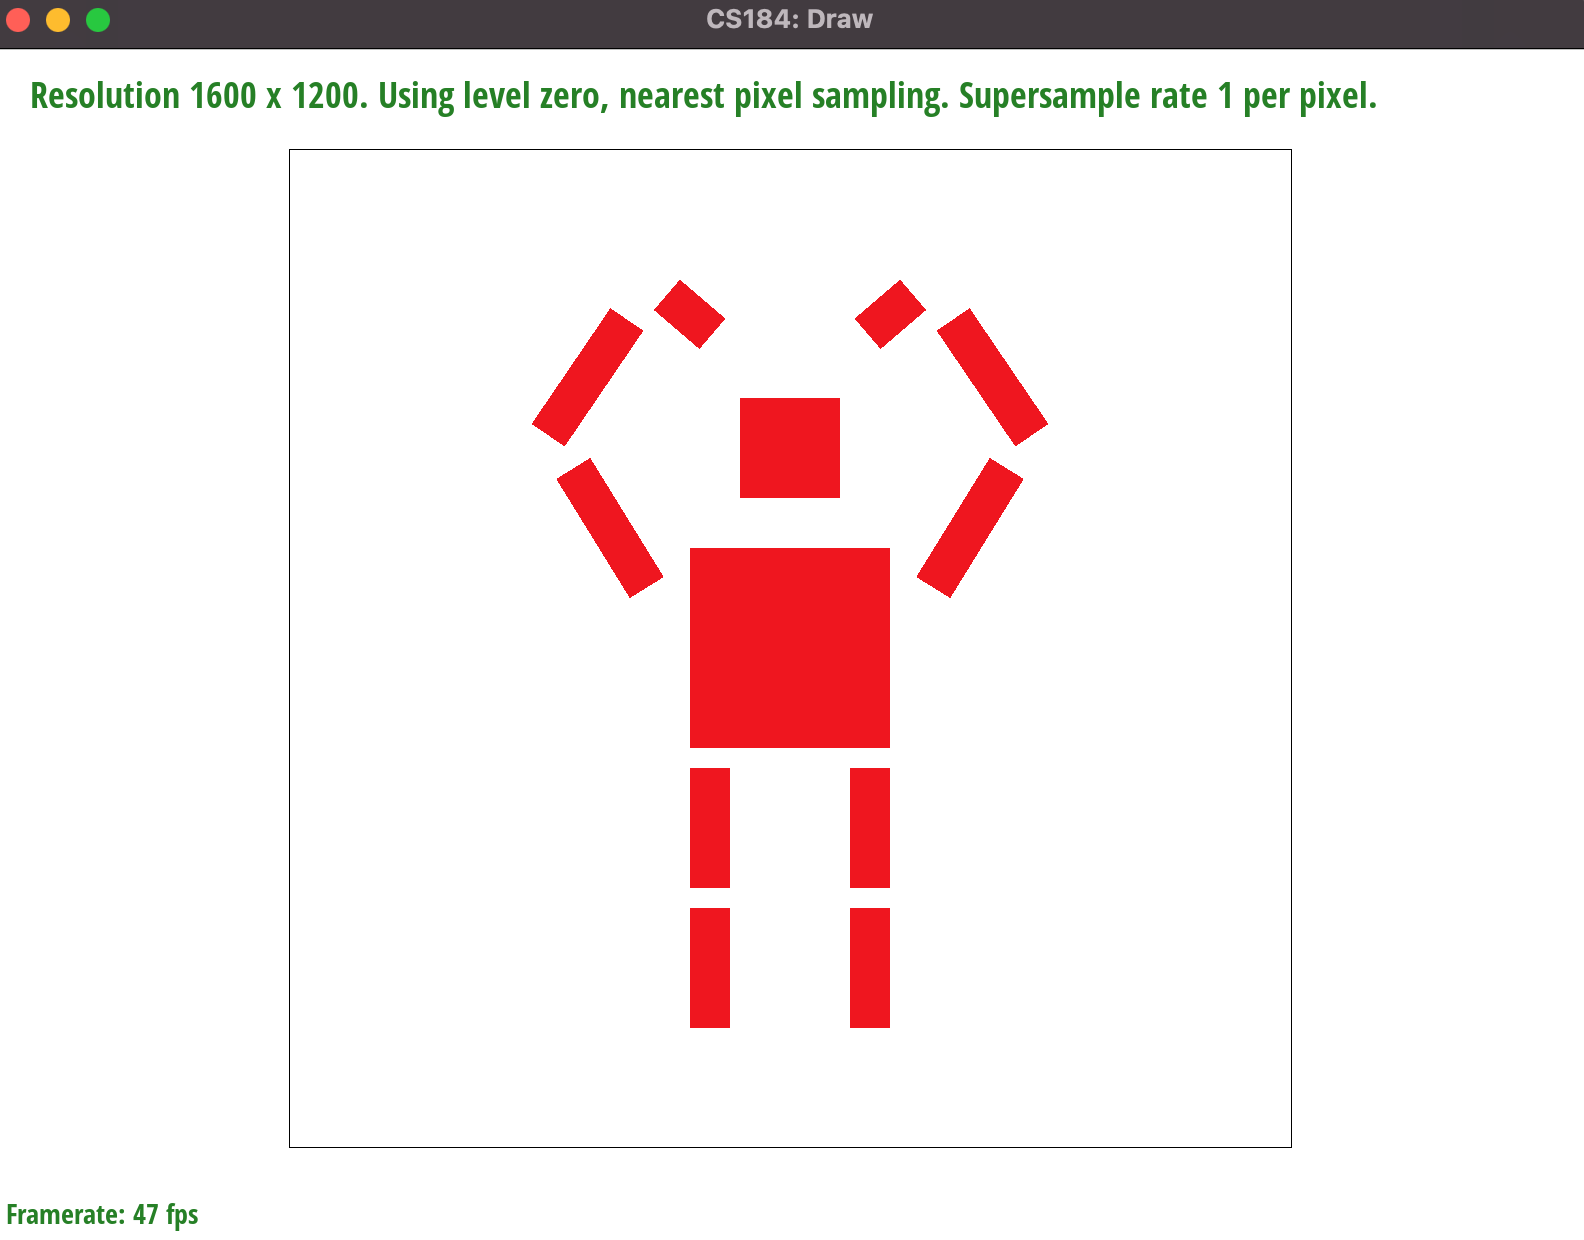 CS184: Draw
Resolution 1600 x 1200. Using level zero, nearest pixel sampling. Supersample rate 1 per pixel.
Framerate: 47 fps